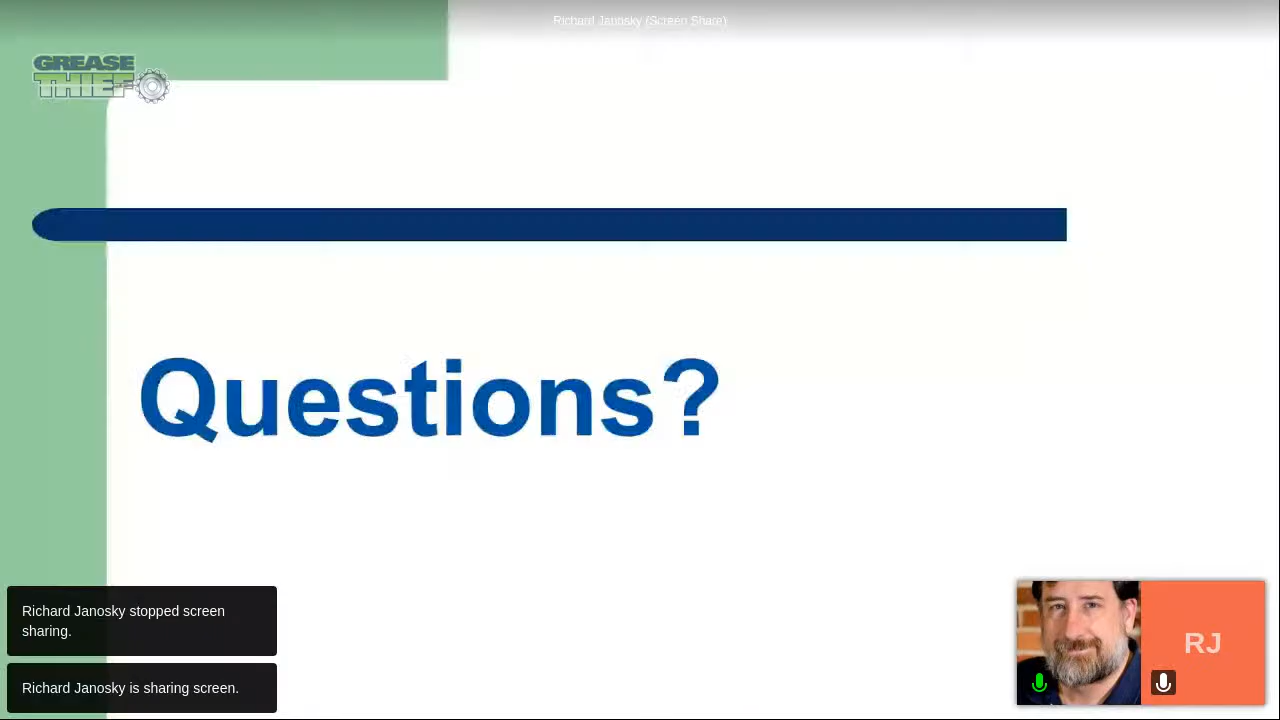 Richard Janosky (Screen Share)
GREASE
THIEF
Questions?
Richard Janosky stopped screen
sharing.
Richard Janosky is sharing screen.
RJ